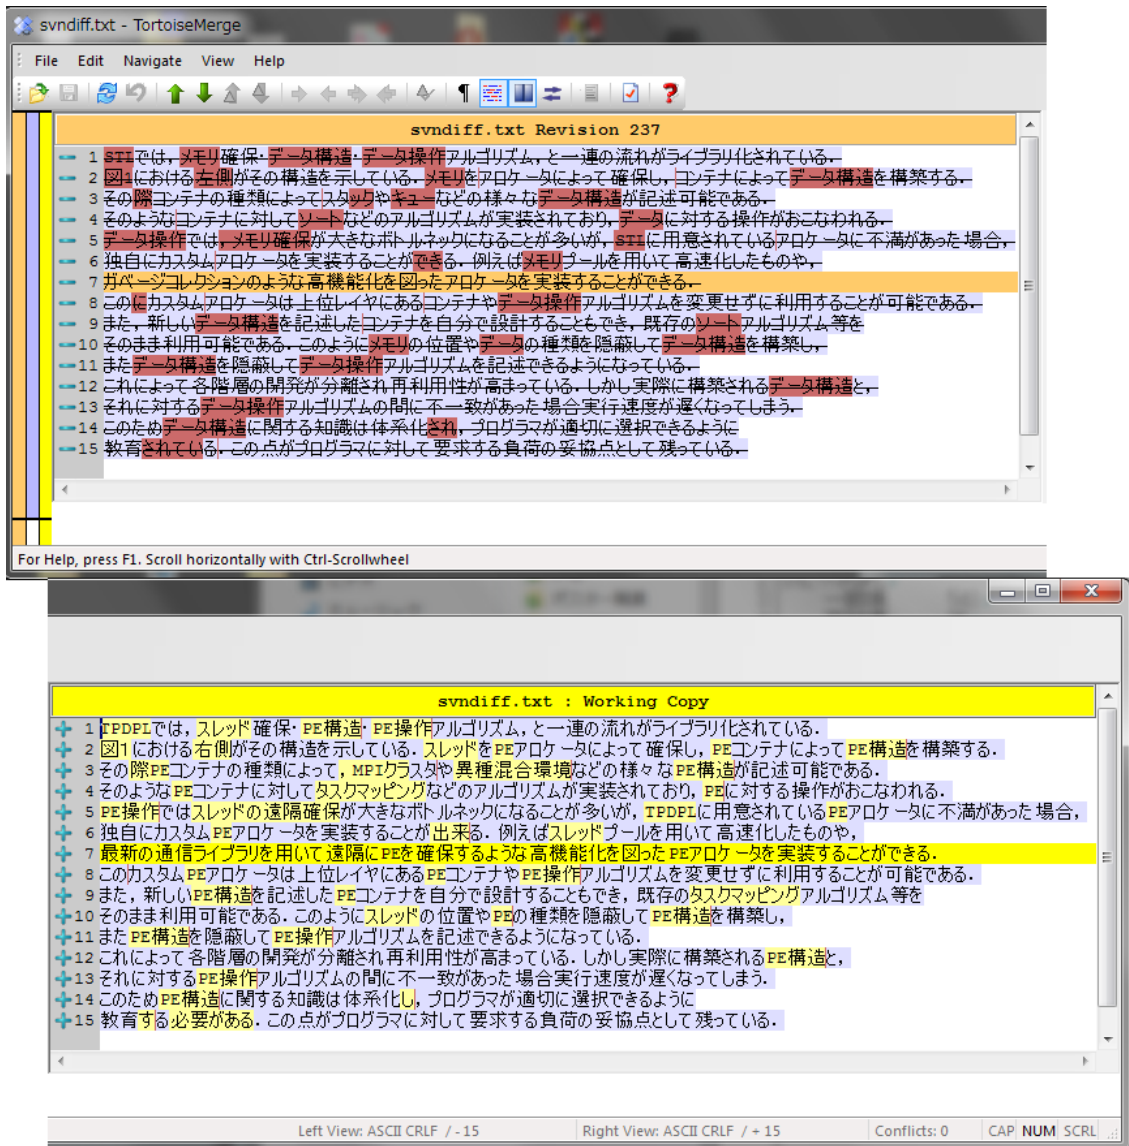 svndiff.txt - TortoiseMerge
File Edit Navigate View Help
svndiff.txt Revision 237
1 STLでは，メモリ確保・データ構造・データ操作アルゴリズム，と一連の流れがライブラリ化されている．
2 図1における左側がその構造を示している．メモリをアロケータによって確保し，コンテナによってデータ構造を構築する．
3 その際コンテナの種類によってスタックやキューなどの様々なデータ構造が記述可能である．
4 そのようなコンテナに対してソートなどのアルゴリズムが実装されており，データに対する操作がおこなわれる．
5 データ操作では，メモリ確保が大きなボトルネックになることが多いが，STLに用意されているアロケータに不満があった場合，
6 独自にカスタムアロケータを実装することができる．例えばメモリプールを用いて高速化したものや，
7 ガベージコレクションのような高機能化を図ったアロケータを実装することができる．
8 このにカスタムアロケータは上位レイヤにあるコンテナやデータ操作アルゴリズムを変更せずに利用することが可能である．
9 また，新しいデータ構造を記述したコンテナを自分で設計することもでき，既存のソートアルゴリズム等を
10 そのまま利用可能である．このようにメモリの位置やデータの種類を隠蔽してデータ構造を構築し，
11 またデータ構造を隠蔽してデータ操作アルゴリズムを記述できるようになっている．
12 これによって各階層の開発が分離され再利用性が高まっている．しかし実際に構築されるデータ構造と，
13 それに対するデータ操作アルゴリズムの間に不一致があった場合実行速度が遅くなってしまう．
14 このためデータ構造に関する知識は体系化され，プログラマが適切に選択できるように
15 教育されている．この点がプログラマに対して要求する負荷の妥協点として残っている．
For Help, press F1. Scroll horizontally with Ctrl-Scrollwheel
svndiff.txt : Working Copy
1 TPDPLでは，スレッド確保・PE構造・PE操作アルゴリズム，と一連の流れがライブラリ化されている．
2 図1における右側がその構造を示している．スレッドをPEアロケータによって確保し，PEコンテナによってPE構造を構築する．
3 その際PEコンテナの種類によって，MPIクラスタや異種混合環境などの様々なPE構造が記述可能である．
4 そのようなPEコンテナに対してタスクマッピングなどのアルゴリズムが実装されており，PEに対する操作がおこなわれる．
5 PE操作ではスレッドの遠隔確保が大きなボトルネックになることが多いが，TPDPLに用意されているPEアロケータに不満があった場合，
6 独自にカスタムPEアロケータを実装することが出来る．例えばスレッドプールを用いて高速化したものや，
7 最新の通信ライブラリを用いて遠隔にPEを確保するような高機能化を図ったPEアロケータを実装することができる．
8 このカスタムPEアロケータは上位レイヤにあるPEコンテナやPE操作アルゴリズムを変更せずに利用することが可能である．
9 また，新しいPE構造を記述したPEコンテナを自分で設計することもでき，既存のタスクマッピングアルゴリズム等を
10 そのまま利用可能である．このようにスレッドの位置やPEの種類を隠蔽してPE構造を構築し，
11 またPE構造を隠蔽してPE操作アルゴリズムを記述できるようになっている．
12 これによって各階層の開発が分離され再利用性が高まっている．しかし実際に構築されるPE構造と，
13 それに対するPE操作アルゴリズムの間に不一致があった場合実行速度が遅くなってしまう．
14 このためPE構造に関する知識は体系化し，プログラマが適切に選択できるように
15 教育する必要がある．この点がプログラマに対して要求する負荷の妥協点として残っている．
Left View: ASCII CRLF / - 15 Right View: ASCII CRLF / + 15 Conflicts: 0 CAP NUM SCRL